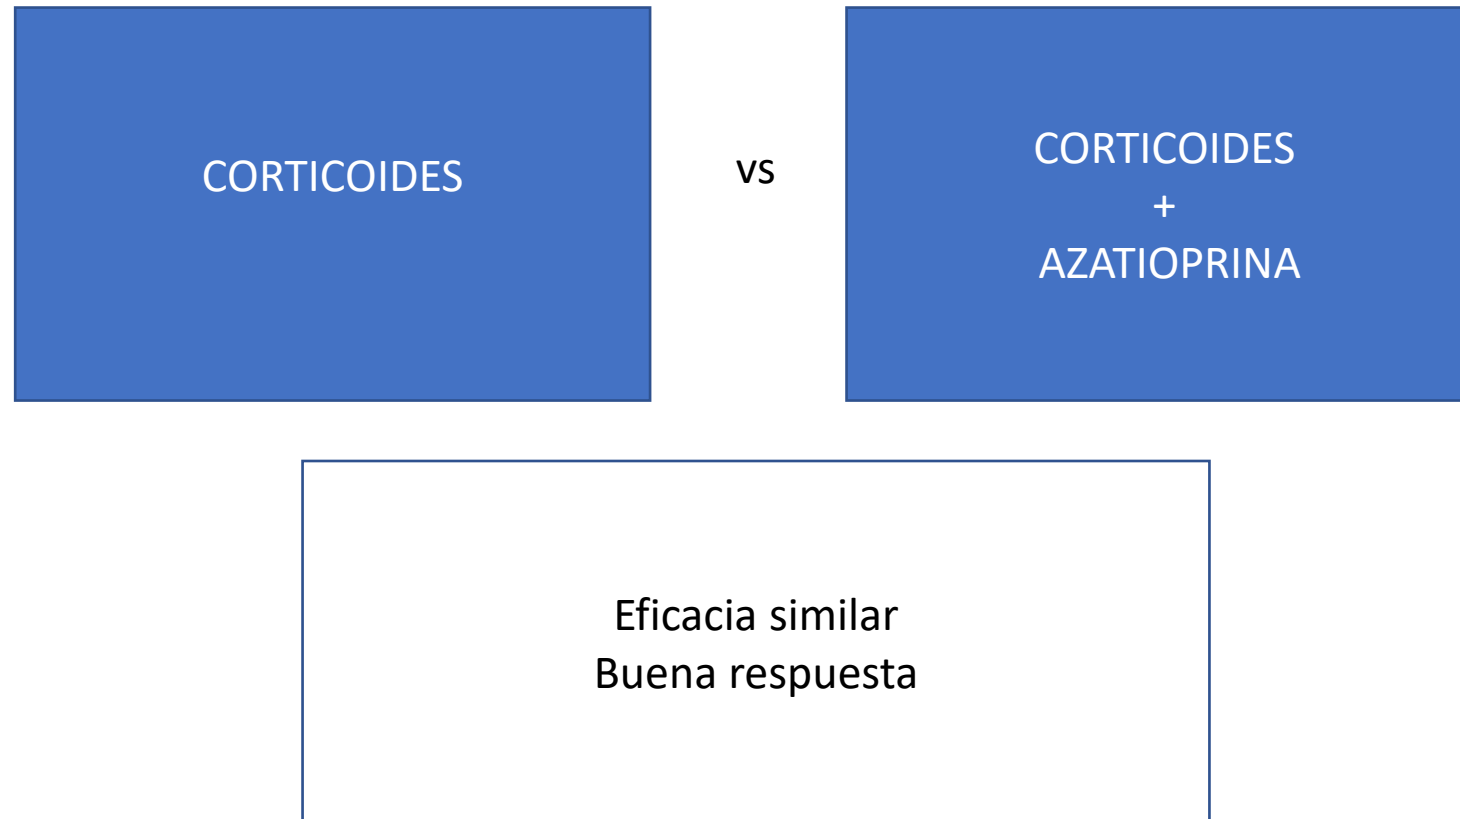 CORTICOIDES
vs
CORTICOIDES
+
AZATIOPRINA
Eficacia similar
Buena respuesta